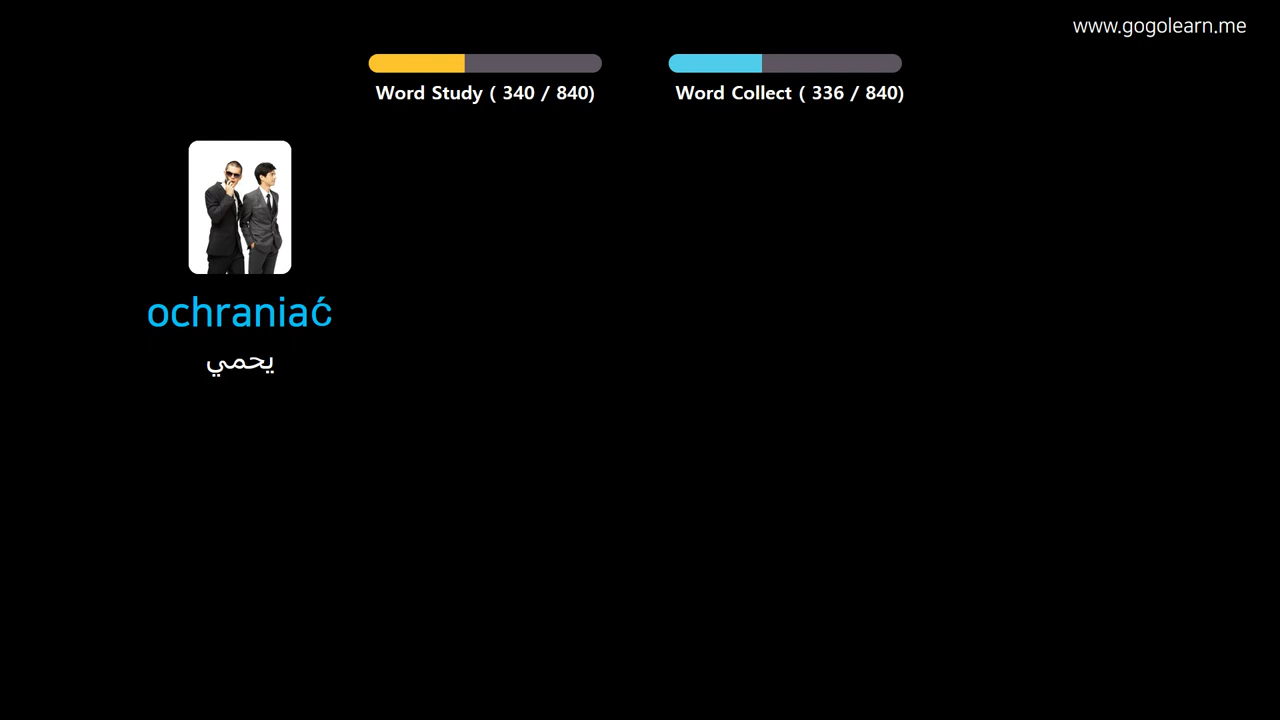 www.gogolearn.me
Word Study ( 340 / 840)
Word Collect ( 336 / 840)
ochraniać
يحمي